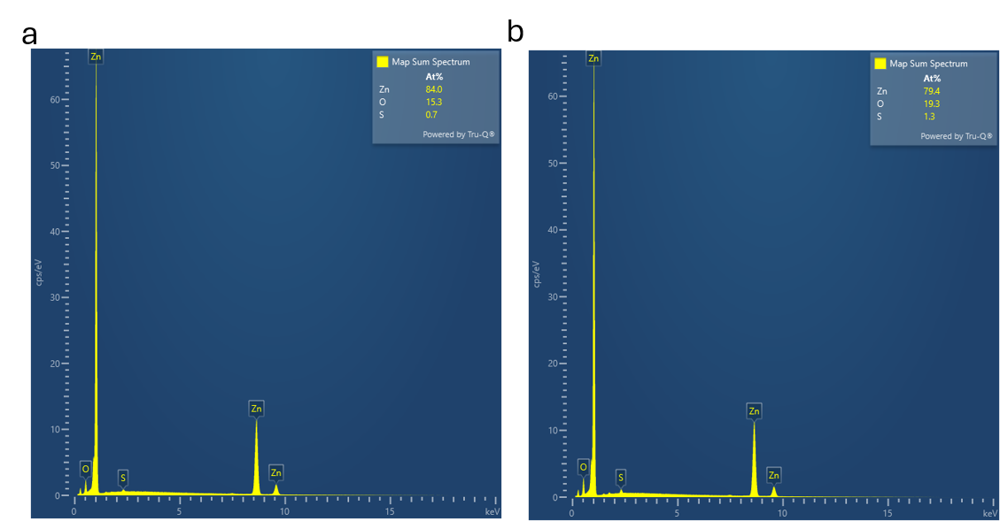 a
Zn
Map Sum Spectrum
At%
Zn 84.0
O 15.3
S 0.7
Powered by Tru-Q®
60
50
40
30
20
10
0
cps/eV
Zn
Zn
O
S
0 5 10 15 keV
b
Zn
Map Sum Spectrum
At%
Zn 79.4
O 19.3
S 1.3
Powered by Tru-Q®
60
50
40
30
20
10
0
cps/eV
Zn
Zn
O
S
0 5 10 15 keV